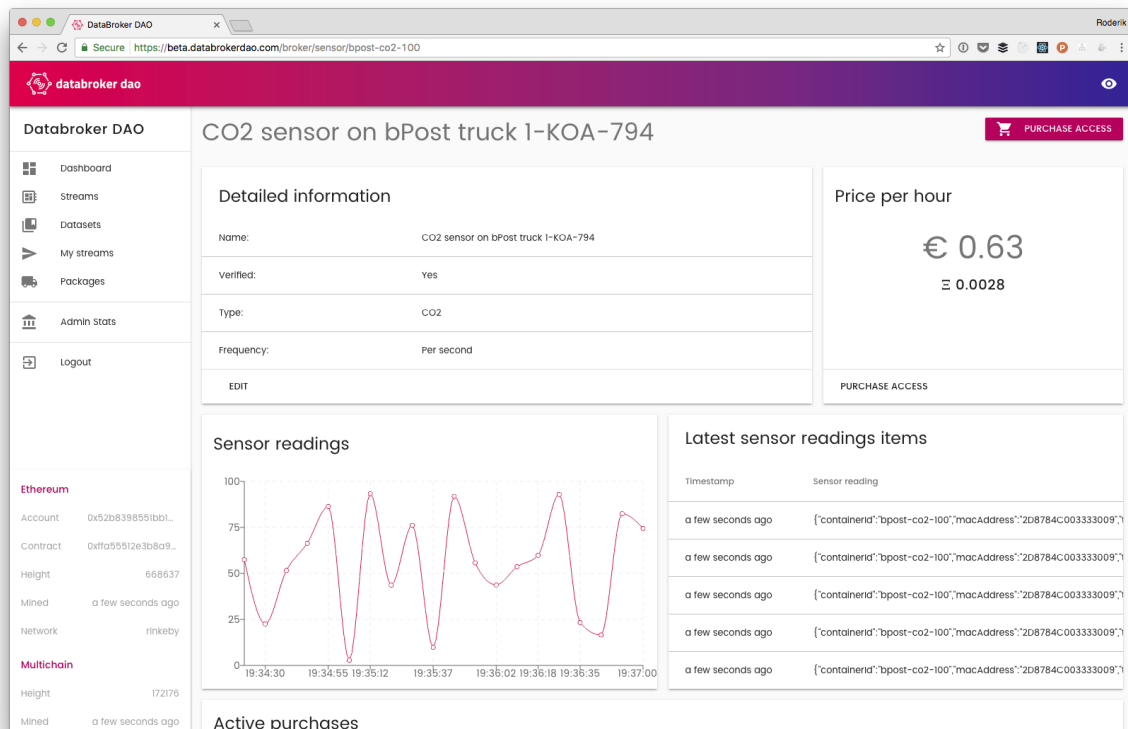 DataBroker DAO
Roderik
Secure https://beta.databrokerdao.com/broker/sensor/bpost-co2-100
databroker dao
Databroker DAO
Dashboard
Streams
Datasets
My streams
Packages
Admin Stats
Logout
Ethereum
Account 0x52b8398551bb1...
Contract 0xffa55512e3b8a9...
Height 668637
Mined a few seconds ago
Network rinkeby
Multichain
Height 172176
Mined a few seconds ago
CO2 sensor on bPost truck 1-KOA-794
PURCHASE ACCESS
Detailed information
Name: CO2 sensor on bPost truck 1-KOA-794
Verified: Yes
Type: CO2
Frequency: Per second
EDIT
Price per hour
€ 0.63
Ξ 0.0028
PURCHASE ACCESS
Sensor readings
100
75
50
25
0
19:34:30 19:34:55 19:35:12 19:35:37 19:36:02 19:36:18 19:36:35 19:37:00
Latest sensor readings items
Timestamp Sensor reading
a few seconds ago {"containerId":"bpost-co2-100","macAddress":"2D8784C003333009","t
a few seconds ago {"containerId":"bpost-co2-100","macAddress":"2D8784C003333009","t
a few seconds ago {"containerId":"bpost-co2-100","macAddress":"2D8784C003333009","t
a few seconds ago {"containerId":"bpost-co2-100","macAddress":"2D8784C003333009","t
a few seconds ago {"containerId":"bpost-co2-100","macAddress":"2D8784C003333009","t
Active purchases